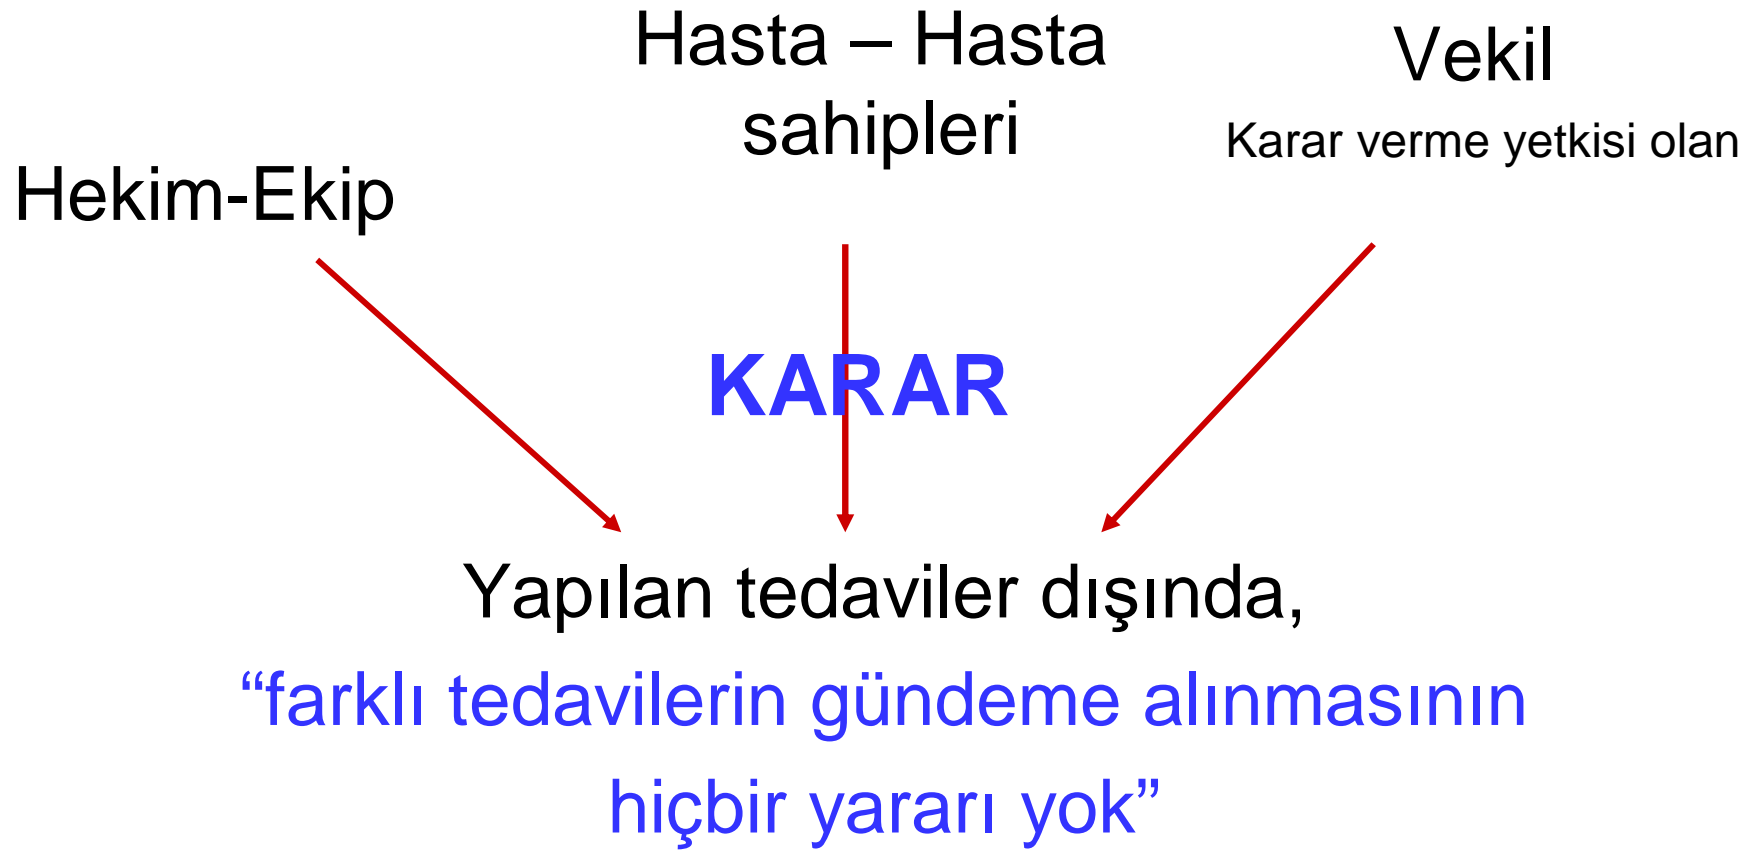 Hekim-Ekip
Hasta – Hasta
sahipleri
Vekil
Karar verme yetkisi olan
KARAR
Yapılan tedaviler dışında,
“farklı tedavilerin gündeme alınmasının
hiçbir yararı yok”